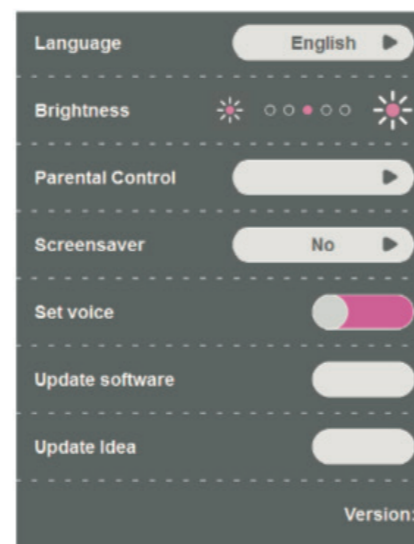 Language English
Brightness
Parental Control
Screensaver No
Set voice
Update software
Update Idea
Version: